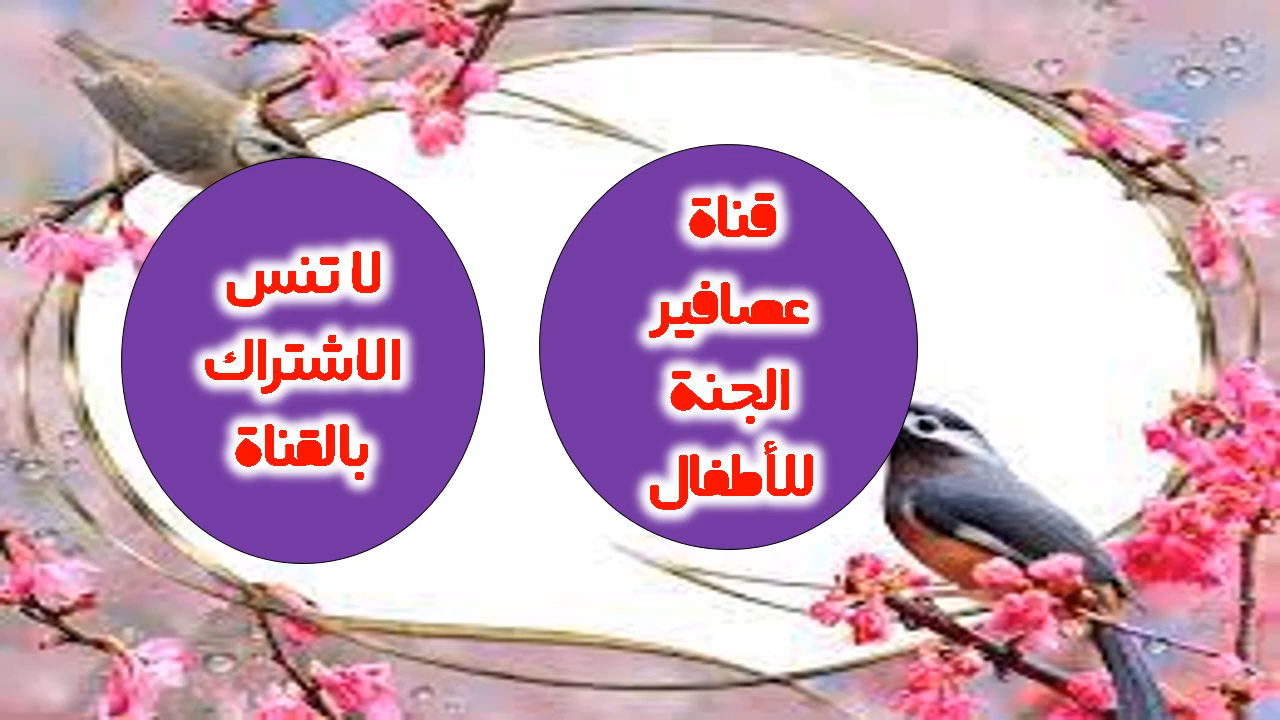 قناة
عصافير
الجنة
للأطفال
لا تنس
الاشتراك
بالقناة